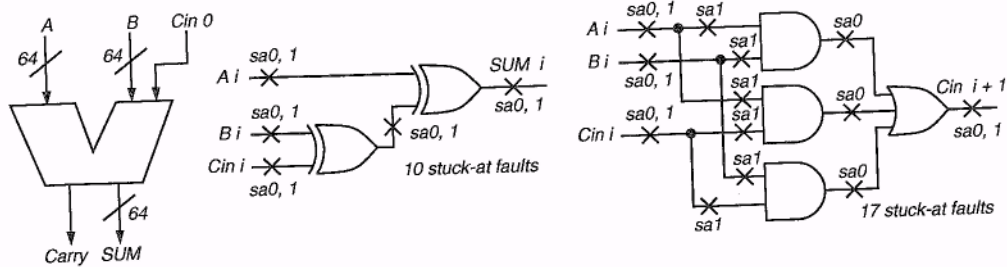 A
B
Cin 0
64
64
64
Carry
SUM
sa0, 1
A i
SUM i
sa0, 1
sa0, 1
B i
sa0, 1
Cin i
sa0, 1
10 stuck-at faults
sa0, 1
sa1
sa0
A i
sa1
B i
sa0, 1
sa1
sa0, 1
sa0
Cin i + 1
Cin i
sa1
sa0, 1
sa1
sa0
sa1
17 stuck-at faults